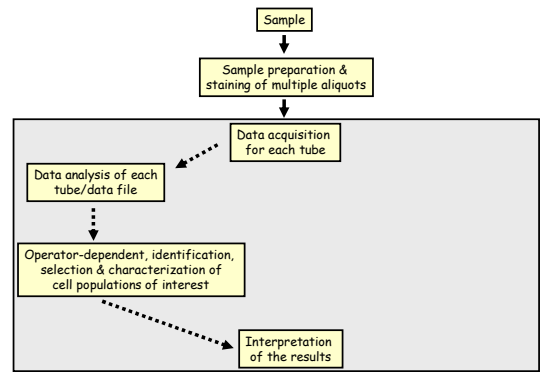 Sample
Sample preparation &
staining of multiple aliquots
Data acquisition
for each tube
Data analysis of each
tube/data file
Operator-dependent, identification,
selection & characterization of
cell populations of interest
Interpretation
of the results